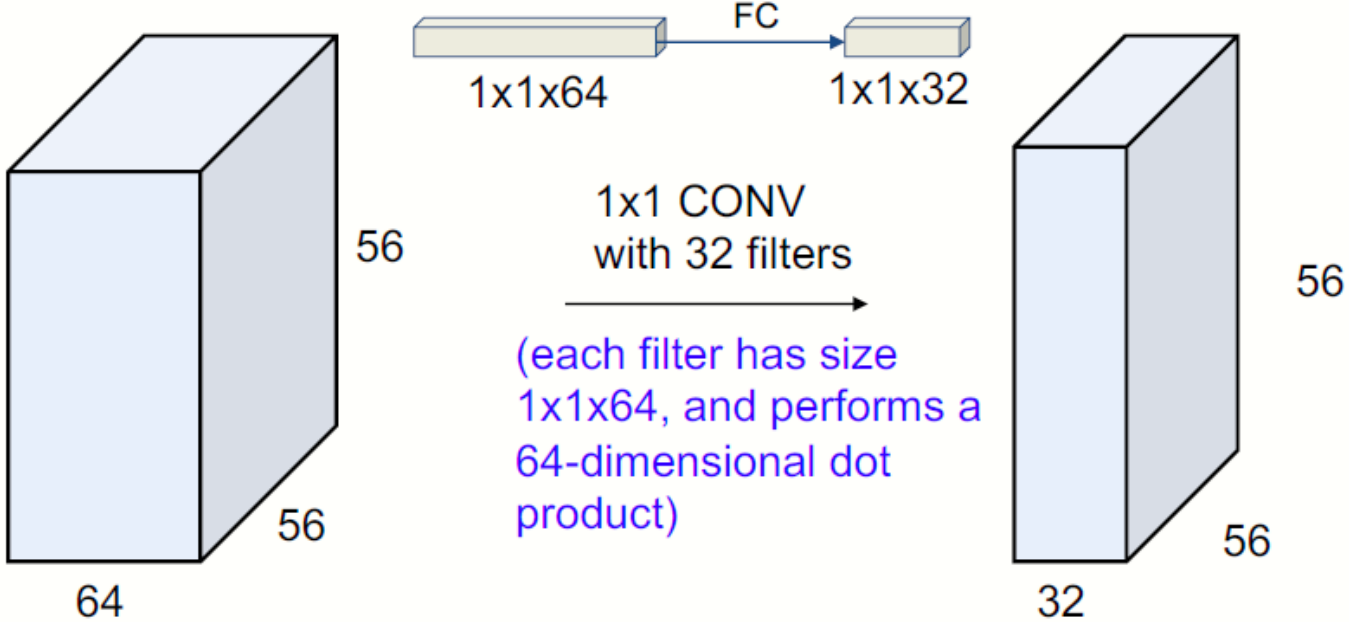 FC
1x1x64
1x1x32
56
56
64
1x1 CONV
with 32 filters
(each filter has size
1x1x64, and performs a
64-dimensional dot
product)
56
56
32